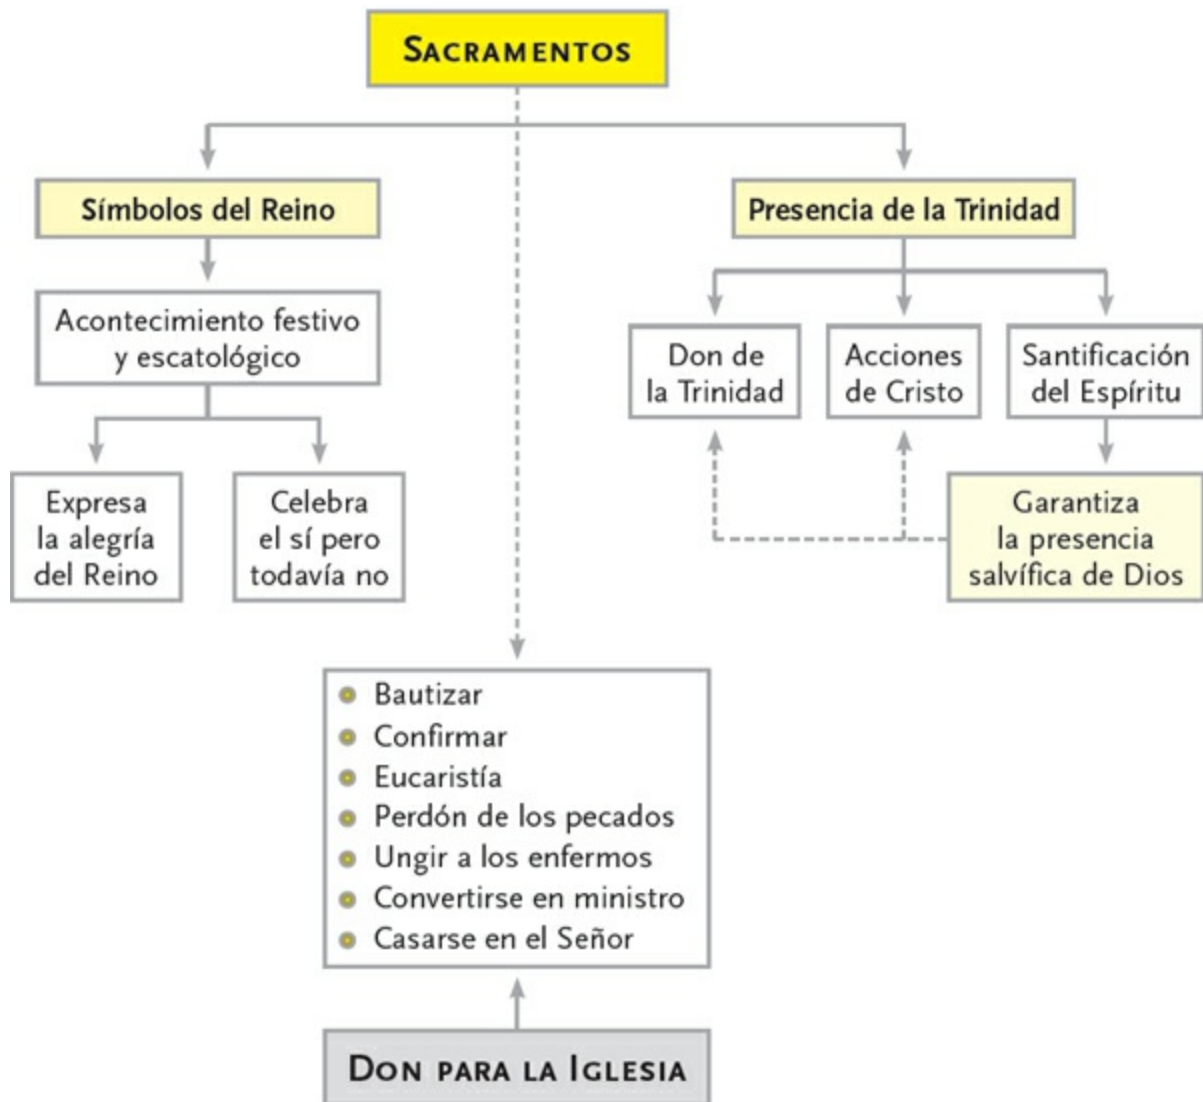 SACRAMENTOS
Símbolos del Reino
Acontecimiento festivo
y escatológico
Expresa
la alegría
del Reino
Celebra
el sí pero
todavía no
Presencia de la Trinidad
Don de
la Trinidad
Acciones
de Cristo
Santificación
del Espíritu
Garantiza
la presencia
salvífica de Dios
Bautizar
Confirmar
Eucaristía
Perdón de los pecados
Ungir a los enfermos
Convertirse en ministro
Casarse en el Señor
DON PARA LA IGLESIA